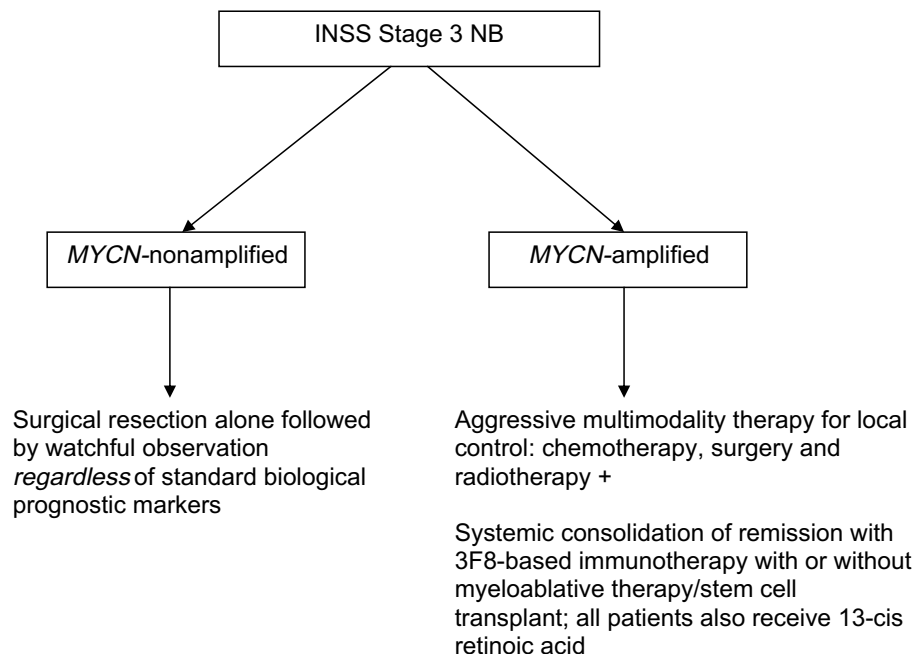 INSS Stage 3 NB
MYCN-nonamplified
MYCN-amplified
Surgical resection alone followed
by watchful observation
regardless of standard biological
prognostic markers
Aggressive multimodality therapy for local
control: chemotherapy, surgery and
radiotherapy +
Systemic consolidation of remission with
3F8-based immunotherapy with or without
myeloablative therapy/stem cell
transplant; all patients also receive 13-cis
retinoic acid